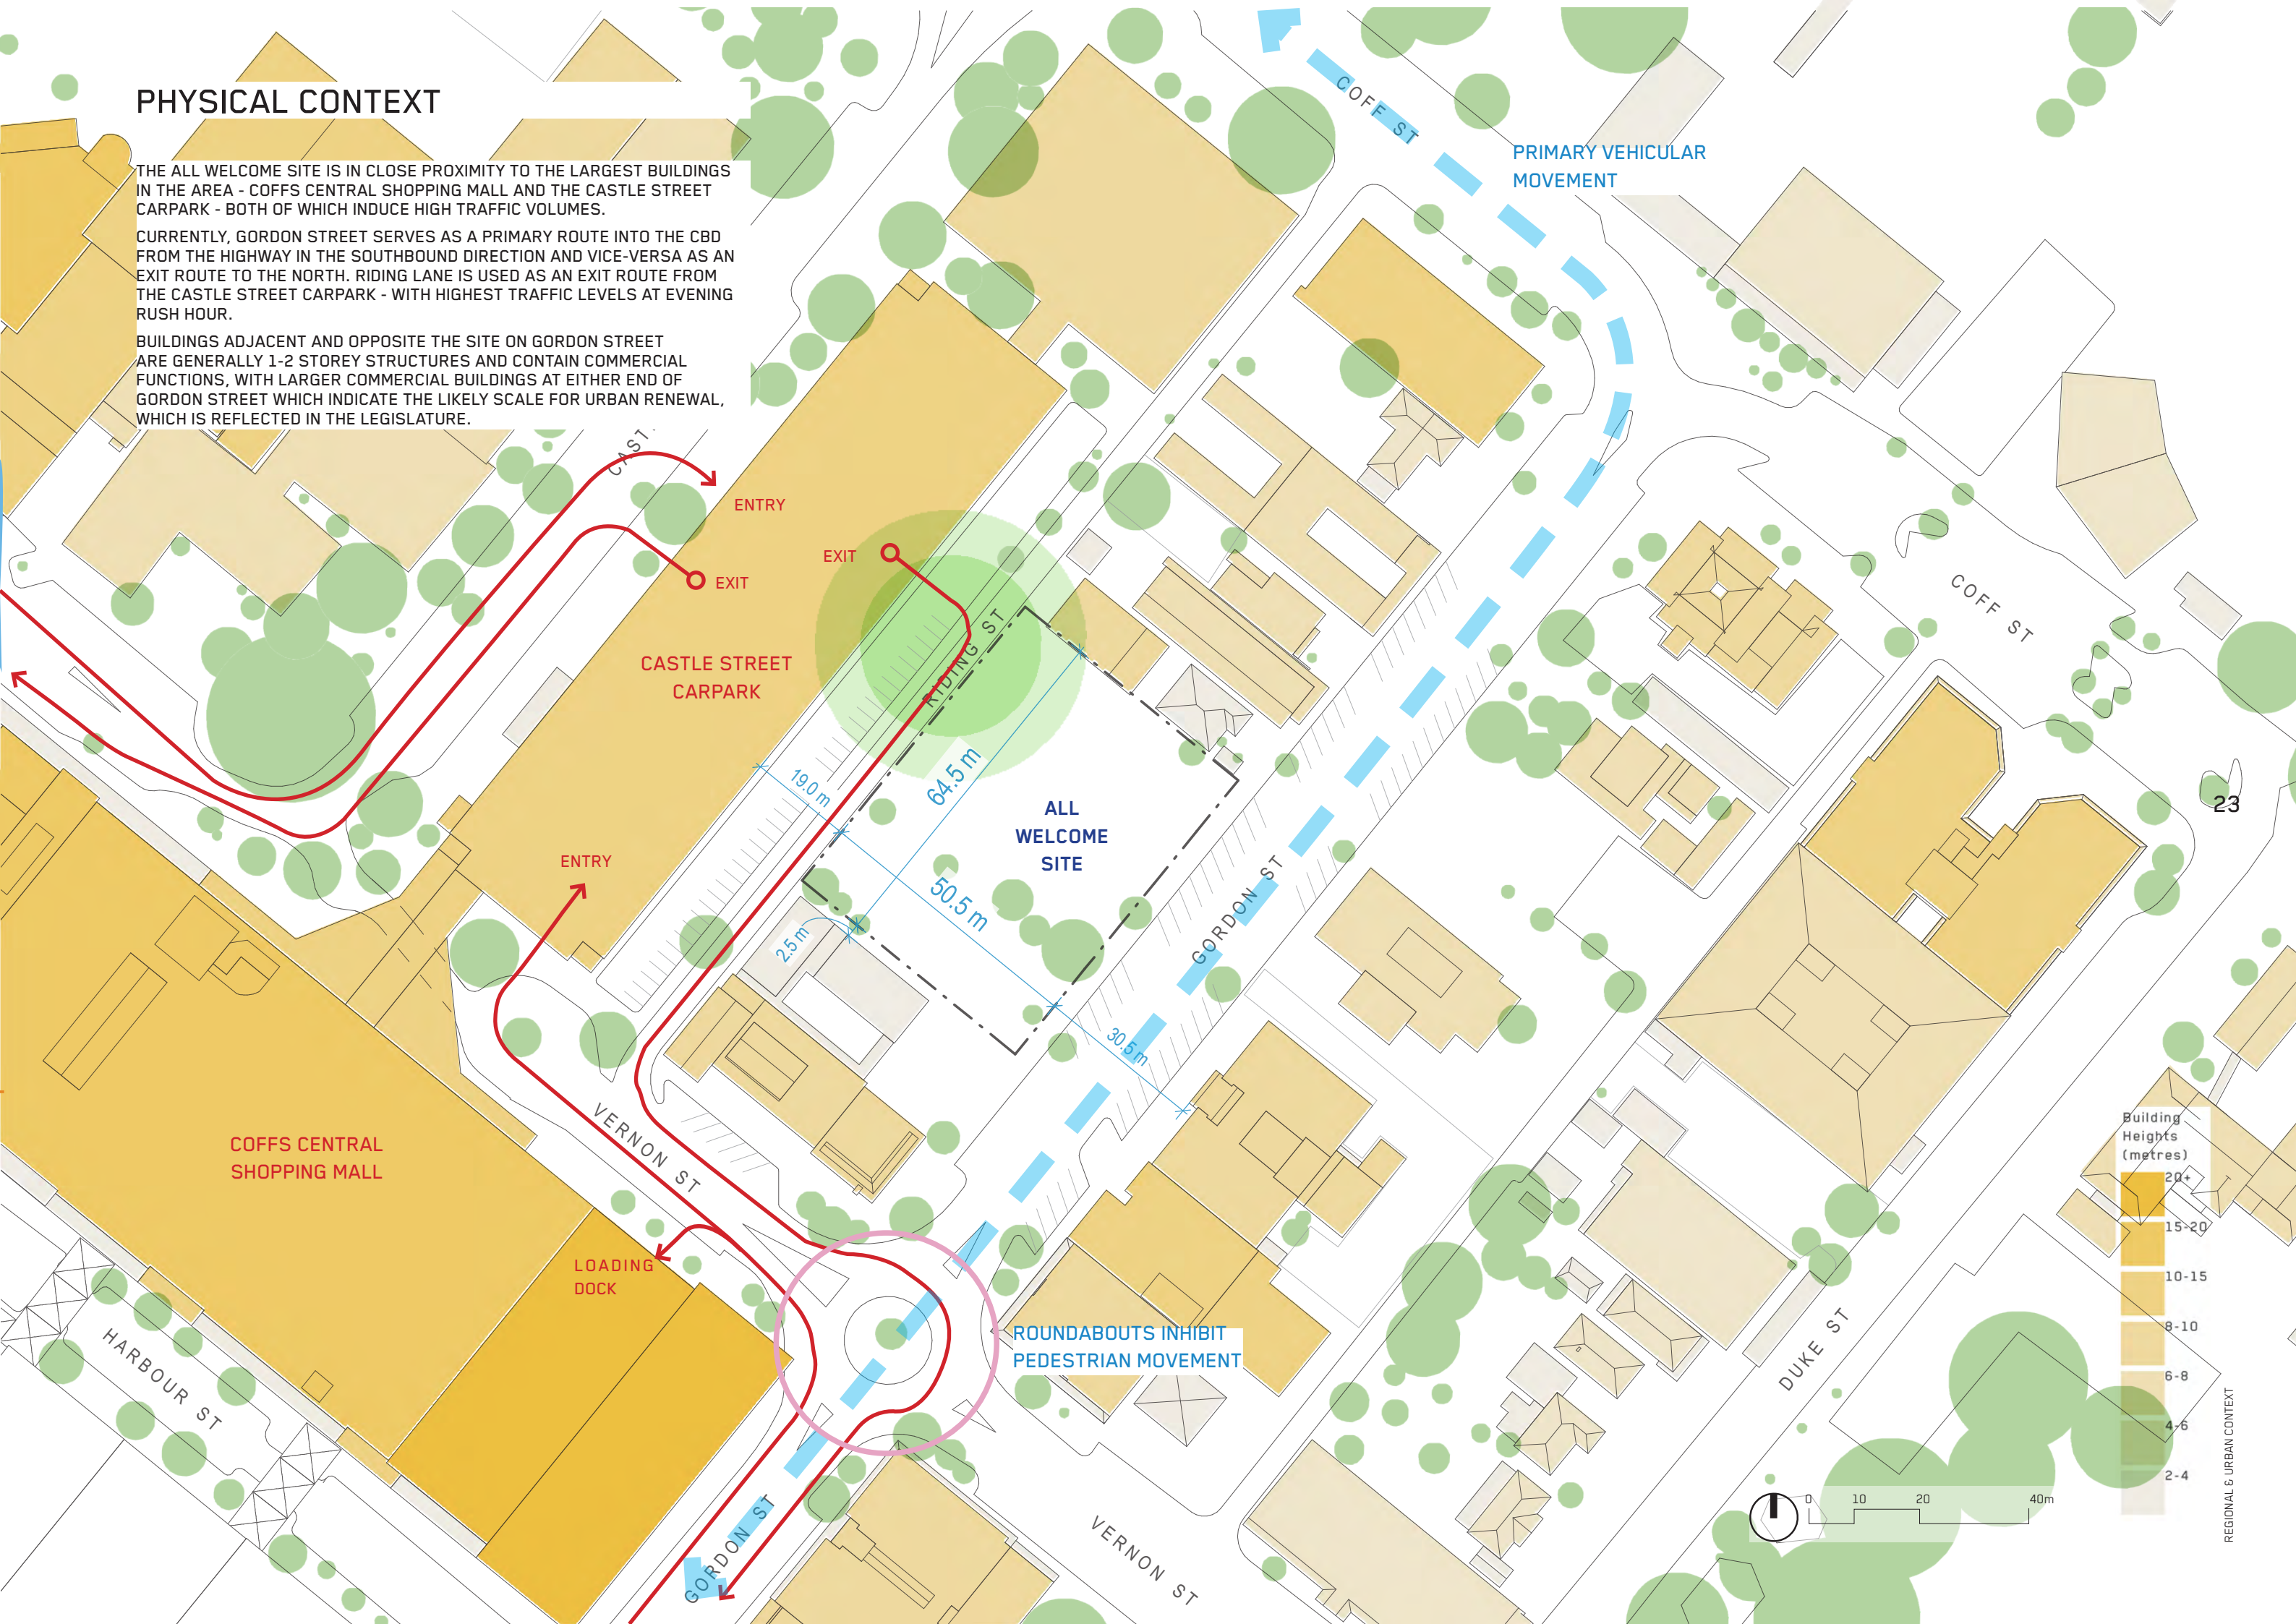 PHYSICAL CONTEXT
THE ALL WELCOME SITE IS IN CLOSE PROXIMITY TO THE LARGEST BUILDINGS
IN THE AREA - COFFS CENTRAL SHOPPING MALL AND THE CASTLE STREET
CARPARK - BOTH OF WHICH INDUCE HIGH TRAFFIC VOLUMES.
CURRENTLY, GORDON STREET SERVES AS A PRIMARY ROUTE INTO THE CBD
FROM THE HIGHWAY IN THE SOUTHBOUND DIRECTION AND VICE-VERSA AS AN
EXIT ROUTE TO THE NORTH. RIDING LANE IS USED AS AN EXIT ROUTE FROM
THE CASTLE STREET CARPARK - WITH HIGHEST TRAFFIC LEVELS AT EVENING
RUSH HOUR.
BUILDINGS ADJACENT AND OPPOSITE THE SITE ON GORDON STREET
ARE GENERALLY 1-2 STOREY STRUCTURES AND CONTAIN COMMERCIAL
FUNCTIONS, WITH LARGER COMMERCIAL BUILDINGS AT EITHER END OF
GORDON STREET WHICH INDICATE THE LIKELY SCALE FOR URBAN RENEWAL,
WHICH IS REFLECTED IN THE LEGISLATURE.
COFF ST
PRIMARY VEHICULAR
MOVEMENT
CAST
ENTRY
EXIT
EXIT
RIDING ST
CASTLE STREET
CARPARK
COFF ST
19.0 m
64.5 m
ALL
WELCOME
SITE
23
ENTRY
50.5 m
GORDON ST
2.5 m
30.5 m
VERNON ST
COFFS CENTRAL
SHOPPING MALL
LOADING
DOCK
HARBOUR ST
ROUNDABOUTS INHIBIT
PEDESTRIAN MOVEMENT
DUKE ST
GORDON ST
VERNON ST
Building
Heights
(metres)
20+
15-20
10-15
8-10
6-8
4-6
2-4
0 10 20 40m
REGIONAL & URBAN CONTEXT